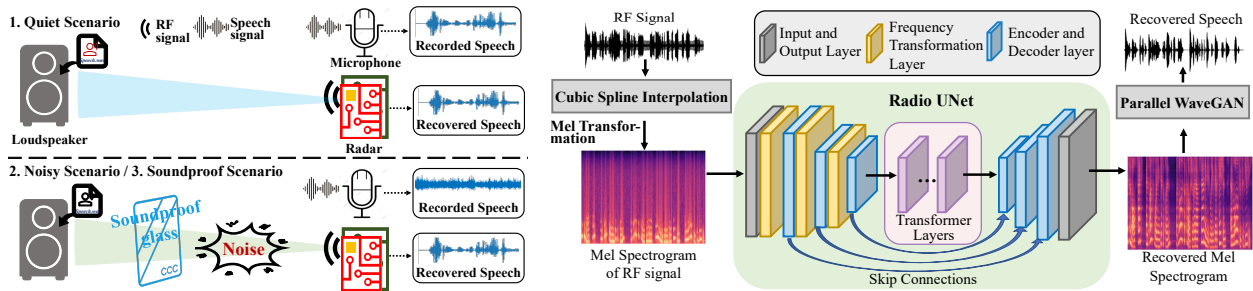 1. Quiet Scenario
RF
signal
Speech
signal
Loudspeaker
Microphone
Recorded Speech
Radar
Recovered Speech
2. Noisy Scenario / 3. Soundproof Scenario
Soundproof
glass
CCC
Noise
Recorded Speech
Recovered Speech
RF Signal
Cubic Spline Interpolation
Mel Transfor-
mation
Mel Spectrogram
of RF signal
Input and
Output Layer
Frequency
Transformation
Layer
Encoder and
Decoder layer
Radio UNet
...
Transformer
Layers
Skip Connections
Recovered Speech
Parallel WaveGAN
Recovered Mel
Spectrogram